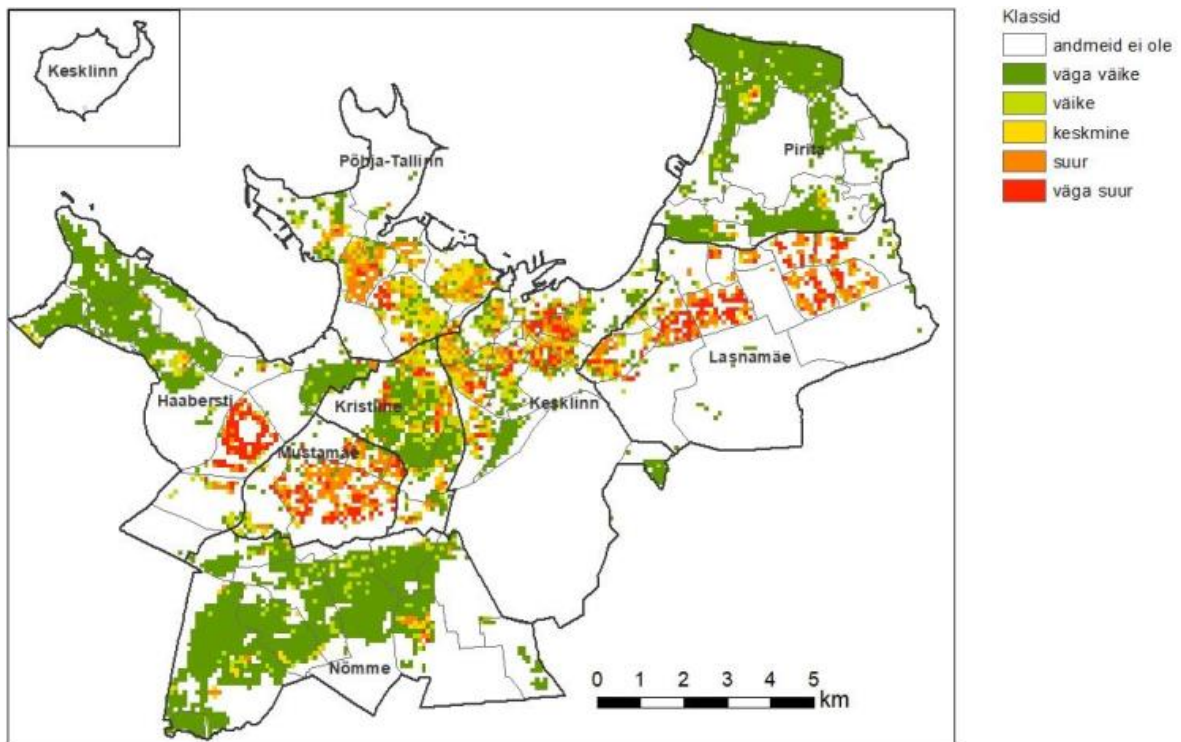 Klassid
andmeid ei ole
väga väike
väike
keskmine
suur
väga suur
Kesklinn
Põhja-Tallinn
Pirita
Lasnamäe
Haabersti
Kristiine
Kesklinn
Mustamäe
Nõmme
0 1 2 3 4 5
km